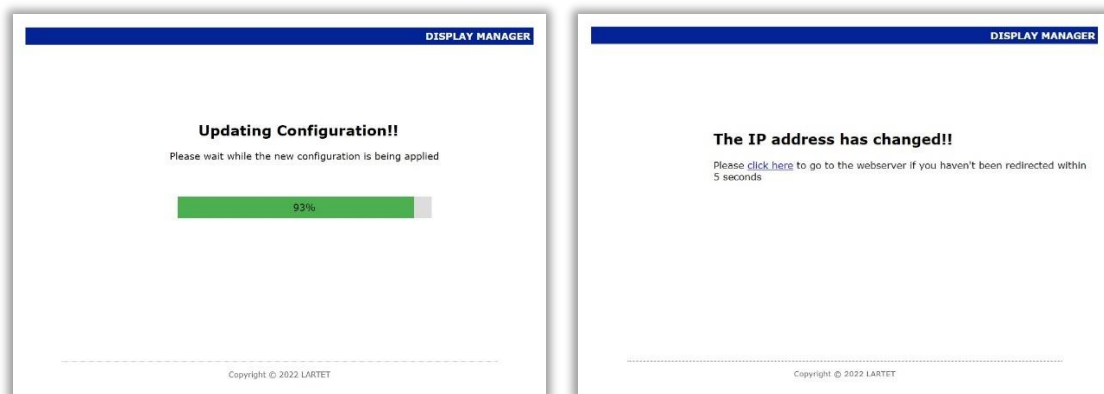 DISPLAY MANAGER
Updating Configuration!!
Please wait while the new configuration is being applied
93%
Copyright © 2022 LARTET
DISPLAY MANAGER
The IP address has changed!!
Please click here to go to the webserver if you haven't been redirected within
5 seconds
Copyright © 2022 LARTET